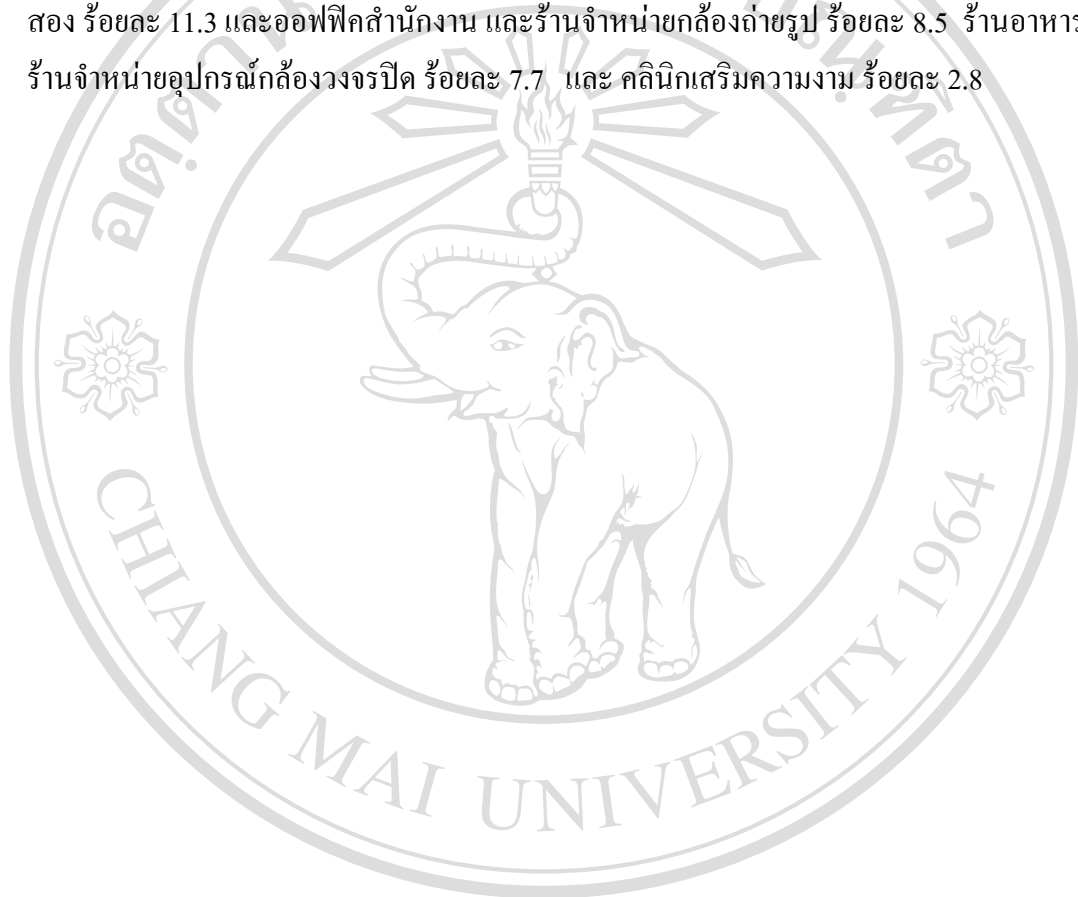 สอง ร้อยละ 11.3 และออฟฟิคสำนักงาน และร้านจำหน่ายกล้องถ่ายรูป ร้อยละ 8.5 ร้านอาหาร
ร้านจำหน่ายอุปกรณ์กล้องวงจรปิด ร้อยละ 7.7 และ คลินิกเสริมความงาม ร้อยละ 2.8
CHIANG MAI UNIVERSITY 1964